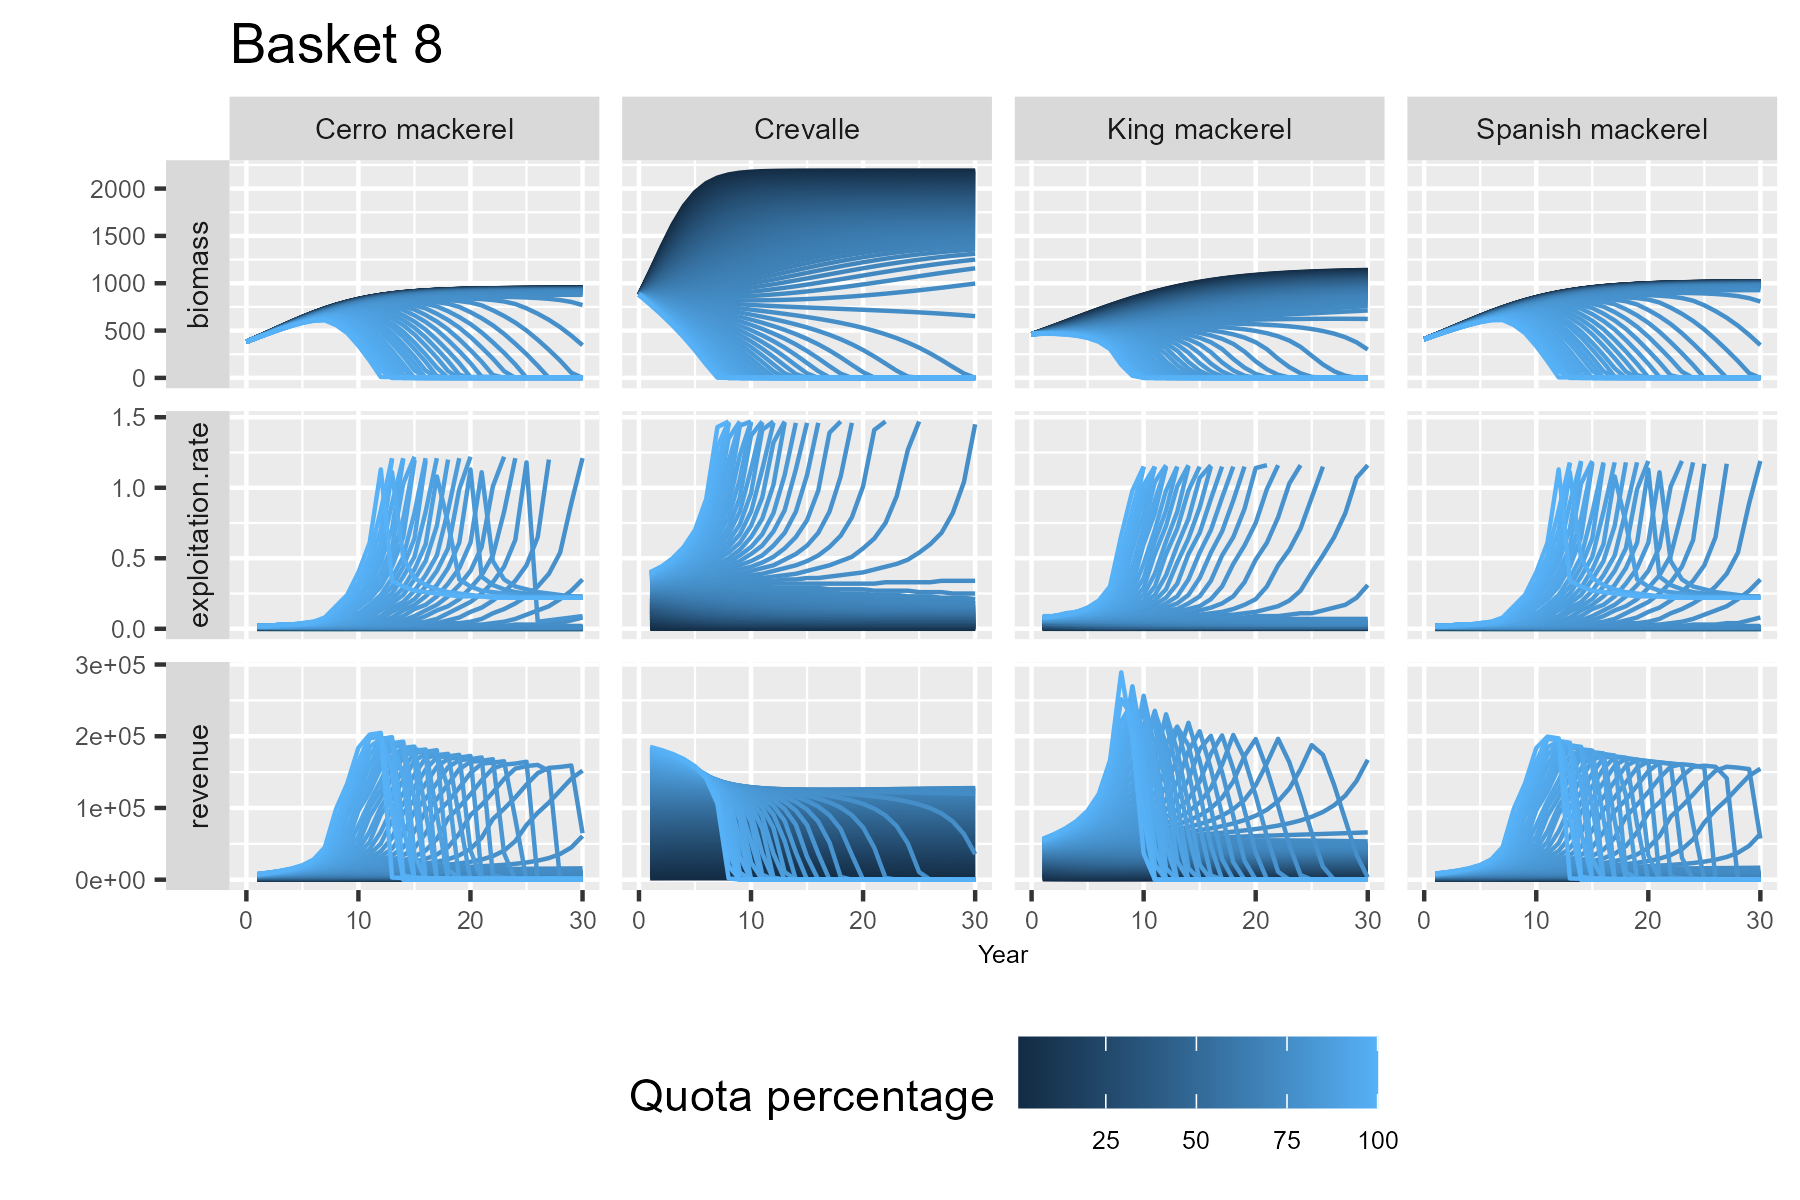 Basket 8
Cerro mackerel Crevalle King mackerel Spanish mackerel
biomass
2000
1500
1000
500
0
exploitation.rate
1.5
1.0
0.5
0.0
revenue
3e+05
2e+05
1e+05
0e+00
0 10 20 30 0 10 20 30 0 10 20 30 0 10 20 30
Year
Quota percentage
25 50 75 100